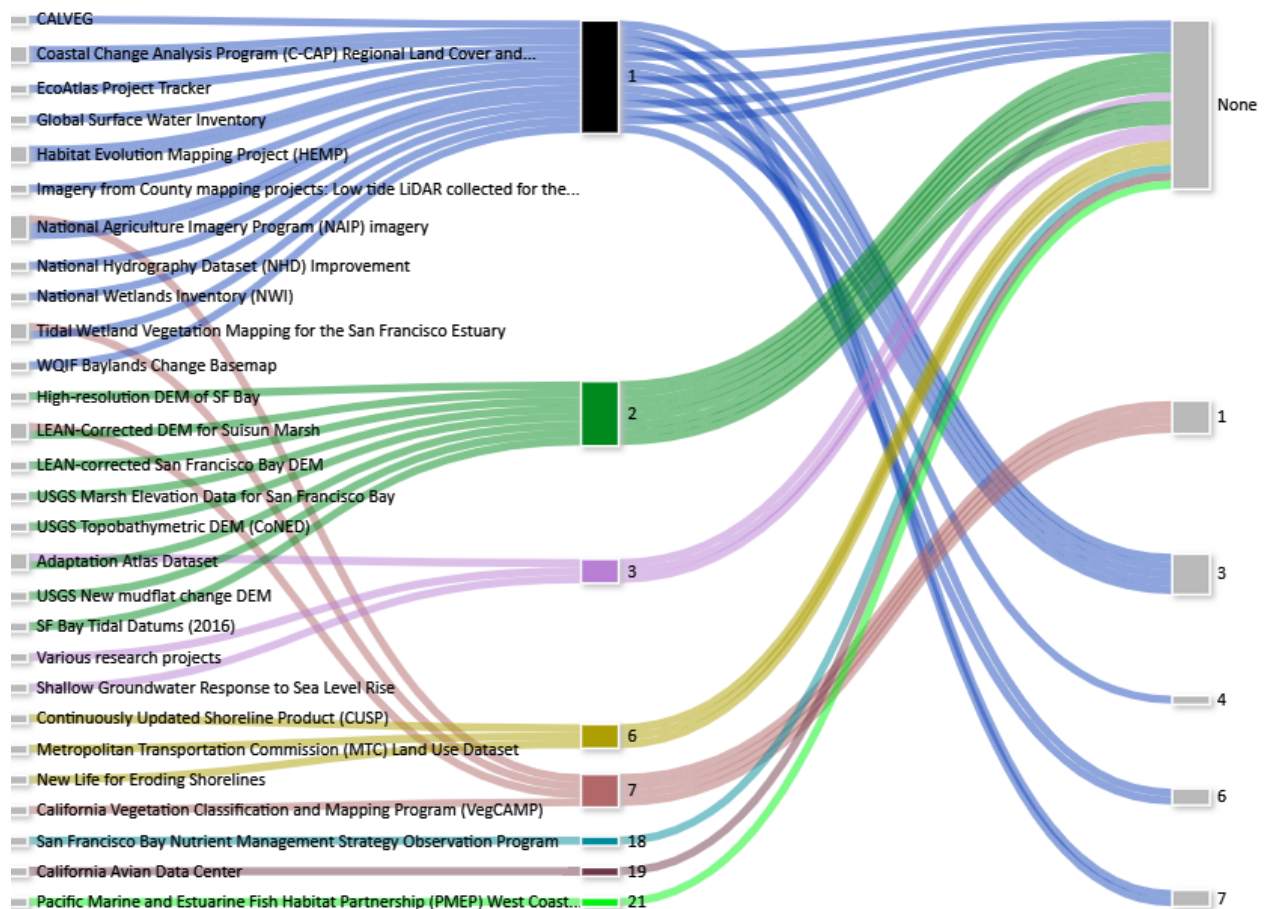 CALVEG
Coastal Change Analysis Program (C-CAP) Regional Land Cover and...
EcoAtlas Project Tracker
Global Surface Water Inventory
Habitat Evolution Mapping Project (HEMP)
Imagery from County mapping projects: Low tide LiDAR collected for the...
National Agriculture Imagery Program (NAIP) imagery
National Hydrography Dataset (NHD) Improvement
National Wetlands Inventory (NWI)
Tidal Wetland Vegetation Mapping for the San Francisco Estuary
WQIF Baylands Change Basemap
High-resolution DEM of SF Bay
LEAN-Corrected DEM for Suisun Marsh
LEAN-corrected San Francisco Bay DEM
USGS Marsh Elevation Data for San Francisco Bay
USGS Topobathymetric DEM (CoNED)
Adaptation Atlas Dataset
USGS New mudflat change DEM
SF Bay Tidal Datums (2016)
Various research projects
Shallow Groundwater Response to Sea Level Rise
Continuously Updated Shoreline Product (CUSP)
Metropolitan Transportation Commission (MTC) Land Use Dataset
New Life for Eroding Shorelines
California Vegetation Classification and Mapping Program (VegCAMP)
San Francisco Bay Nutrient Management Strategy Observation Program
California Avian Data Center
Pacific Marine and Estuarine Fish Habitat Partnership (PMEP) West Coast...
1
2
3
6
7
18
19
21
None
1
3
4
6
7